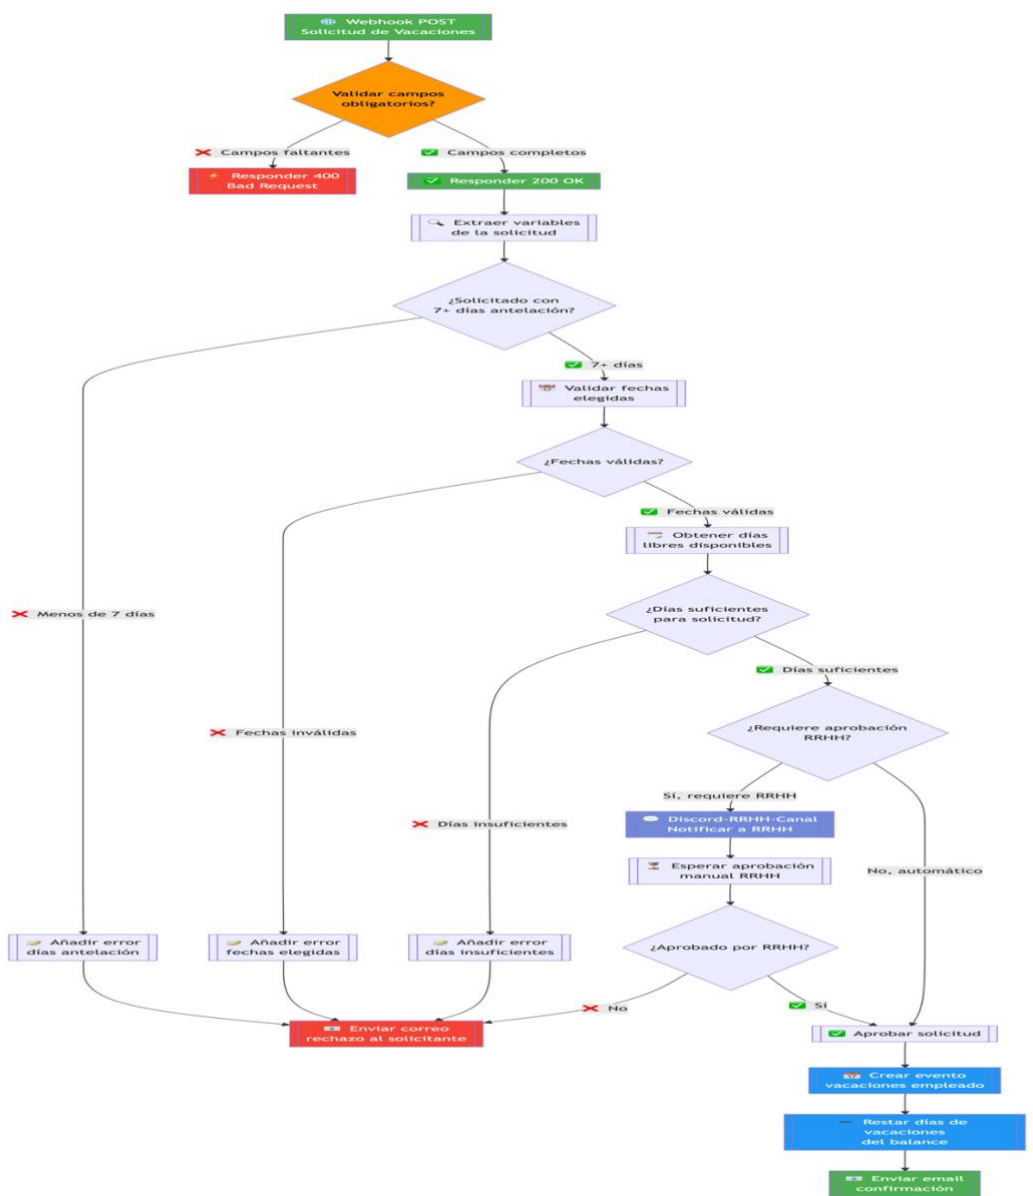 Webhook POST
Solicitud de Vacaciones
Validar campos
obligatorios?
Campos faltantes
Campos completos
Responder 400
Bad Request
Responder 200 OK
Extraer variables
de la solicitud
¿Solicitado con
7+ días antelación?
7+ días
Validar fechas
elegidas
¿Fechas válidas?
Fechas válidas
Obtener días
libres disponibles
¿Días suficientes
para solicitud?
Menos de 7 días
Días suficientes
¿Requiere aprobación
RRHH?
Fechas inválidas
Sí, requiere RRHH
Discord-RRHH-Canal
Notificar a RRHH
Días insuficientes
Esperar aprobación
manual RRHH
No, automático
Añadir error
días antelación
Añadir error
fechas elegidas
Añadir error
días insuficientes
¿Aprobado por RRHH?
No
Sí
Enviar correo
rechazo al solicitante
Aprobar solicitud
Crear evento
vacaciones empleado
Restar días de
vacaciones
del balance
Enviar email
confirmación